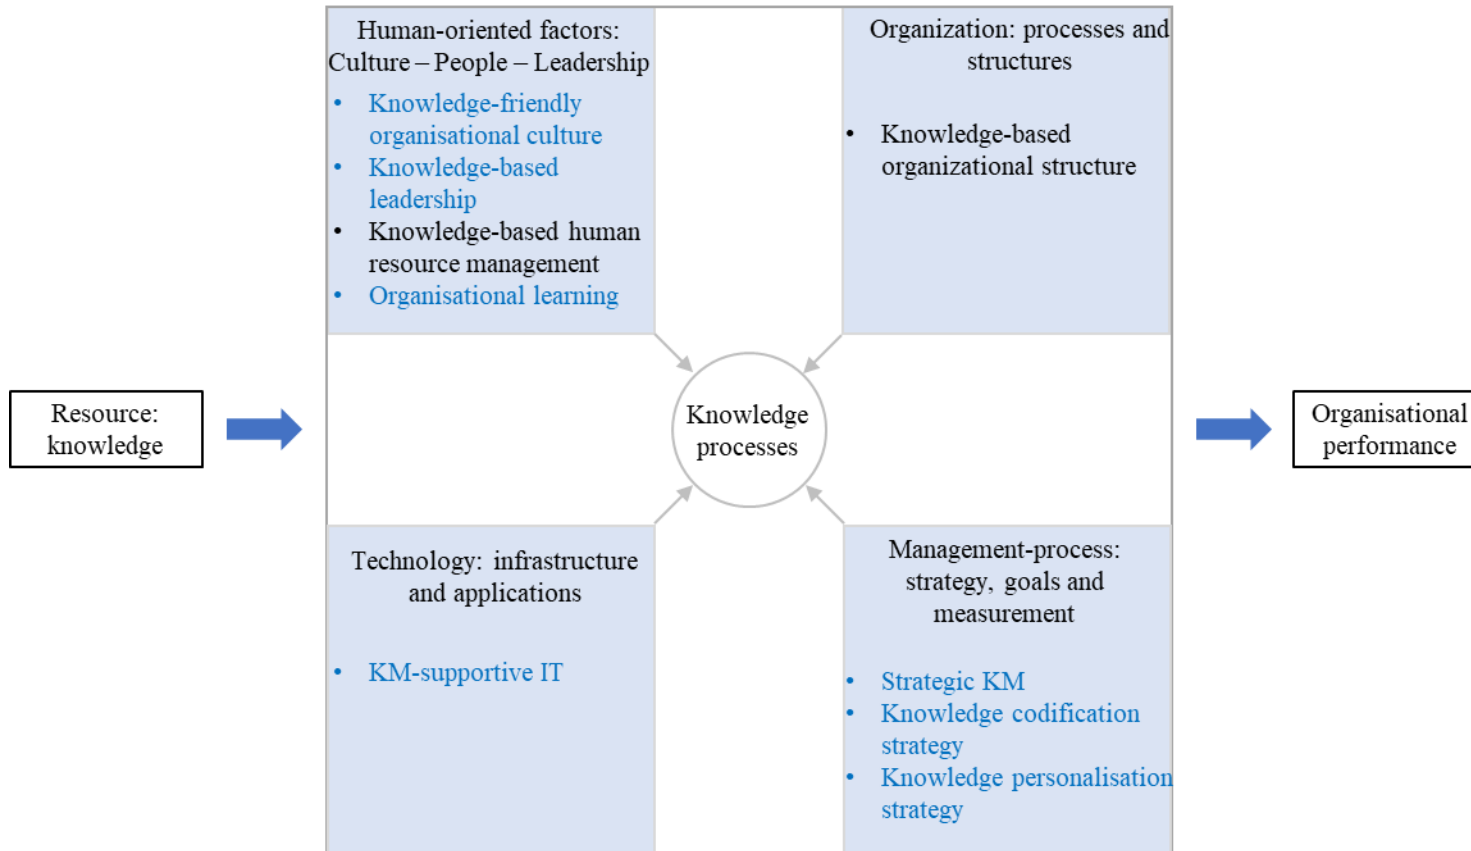 Human-oriented factors:
Culture – People – Leadership
• Knowledge-friendly
organisational culture
• Knowledge-based
leadership
• Knowledge-based human
resource management
• Organisational learning
Organization: processes and
structures
• Knowledge-based
organizational structure
Resource:
knowledge
Knowledge
processes
Organisational
performance
Technology: infrastructure
and applications
• KM-supportive IT
Management-process:
strategy, goals and
measurement
• Strategic KM
• Knowledge codification
strategy
• Knowledge personalisation
strategy